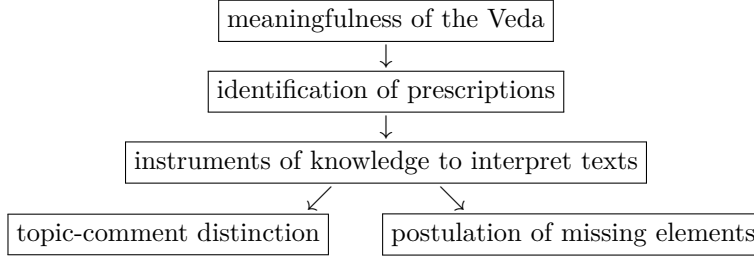 meaningfulness of the Veda
identification of prescriptions
instruments of knowledge to interpret texts
topic-comment distinction
postulation of missing elements